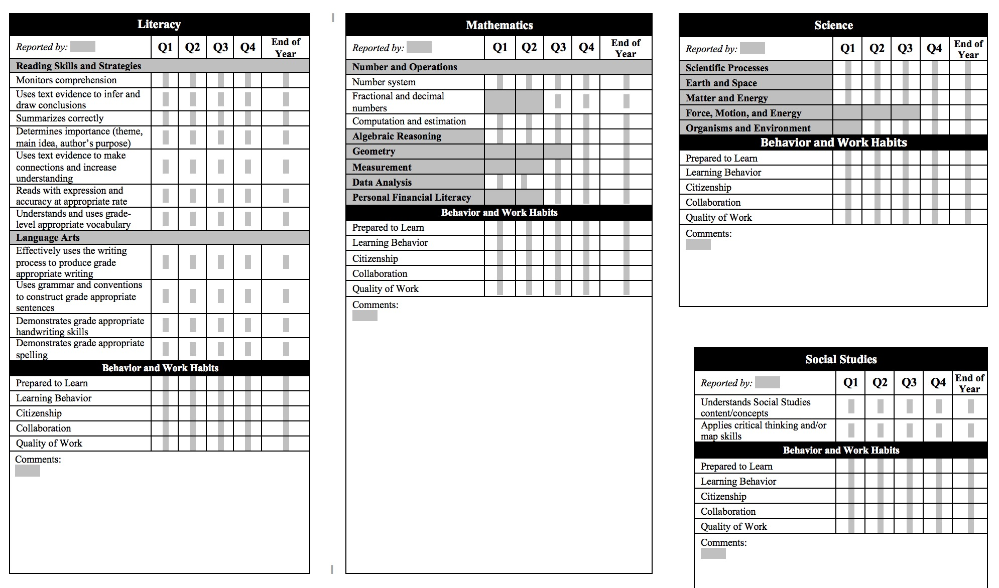 Literacy
Reported by: Q1 Q2 Q3 Q4 End of
Year
Reading Skills and Strategies
Monitors comprehension
Uses text evidence to infer and
draw conclusions
Summarizes correctly
Determines importance (theme,
main idea, author’s purpose)
Uses text evidence to make
connections and increase
understanding
Reads with expression and
accuracy at appropriate rate
Understands and uses grade-
level appropriate vocabulary
Language Arts
Effectively uses the writing
process to produce grade
appropriate writing
Uses grammar and conventions
to construct grade appropriate
sentences
Demonstrates grade appropriate
handwriting skills
Demonstrates grade appropriate
spelling
Behavior and Work Habits
Prepared to Learn
Learning Behavior
Citizenship
Collaboration
Quality of Work
Comments:
Mathematics
Reported by: Q1 Q2 Q3 Q4 End of
Year
Number and Operations
Number system
Fractional and decimal
numbers
Computation and estimation
Algebraic Reasoning
Geometry
Measurement
Data Analysis
Personal Financial Literacy
Behavior and Work Habits
Prepared to Learn
Learning Behavior
Citizenship
Collaboration
Quality of Work
Comments:
Science
Reported by: Q1 Q2 Q3 Q4 End of
Year
Scientific Processes
Earth and Space
Matter and Energy
Force, Motion, and Energy
Organisms and Environment
Behavior and Work Habits
Prepared to Learn
Learning Behavior
Citizenship
Collaboration
Quality of Work
Comments:
Social Studies
Reported by: Q1 Q2 Q3 Q4 End of
Year
Understands Social Studies
content/concepts
Applies critical thinking and/or
map skills
Behavior and Work Habits
Prepared to Learn
Learning Behavior
Citizenship
Collaboration
Quality of Work
Comments: